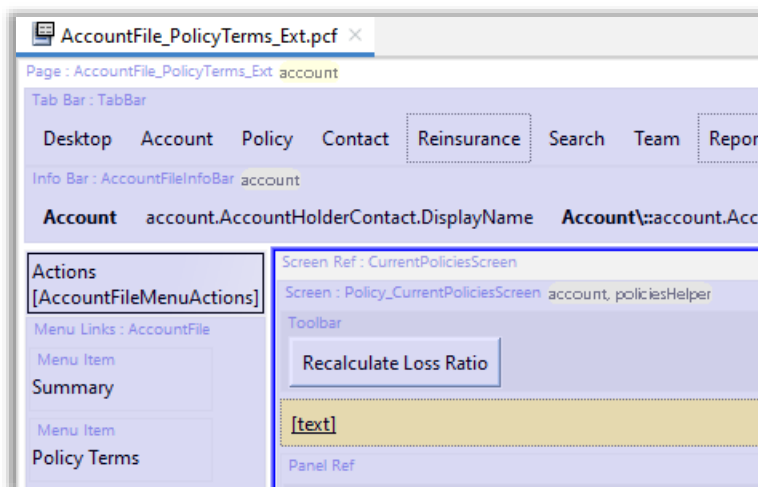 AccountFile_PolicyTerms_Ext.pcf ×
Page : AccountFile_PolicyTerms_Ext account
Tab Bar : TabBar
Desktop Account Policy Contact Reinsurance Search Team Repor
Info Bar : AccountFileInfoBar account
Account account.AccountHolderContact.DisplayName Account\::account.Acc
Actions
[AccountFileMenuActions]
Menu Links : AccountFile
Menu Item
Summary
Menu Item
Policy Terms
Screen Ref : CurrentPoliciesScreen
Screen : Policy_CurrentPoliciesScreen account, policiesHelper
Toolbar
Recalculate Loss Ratio
[text]
Panel Ref